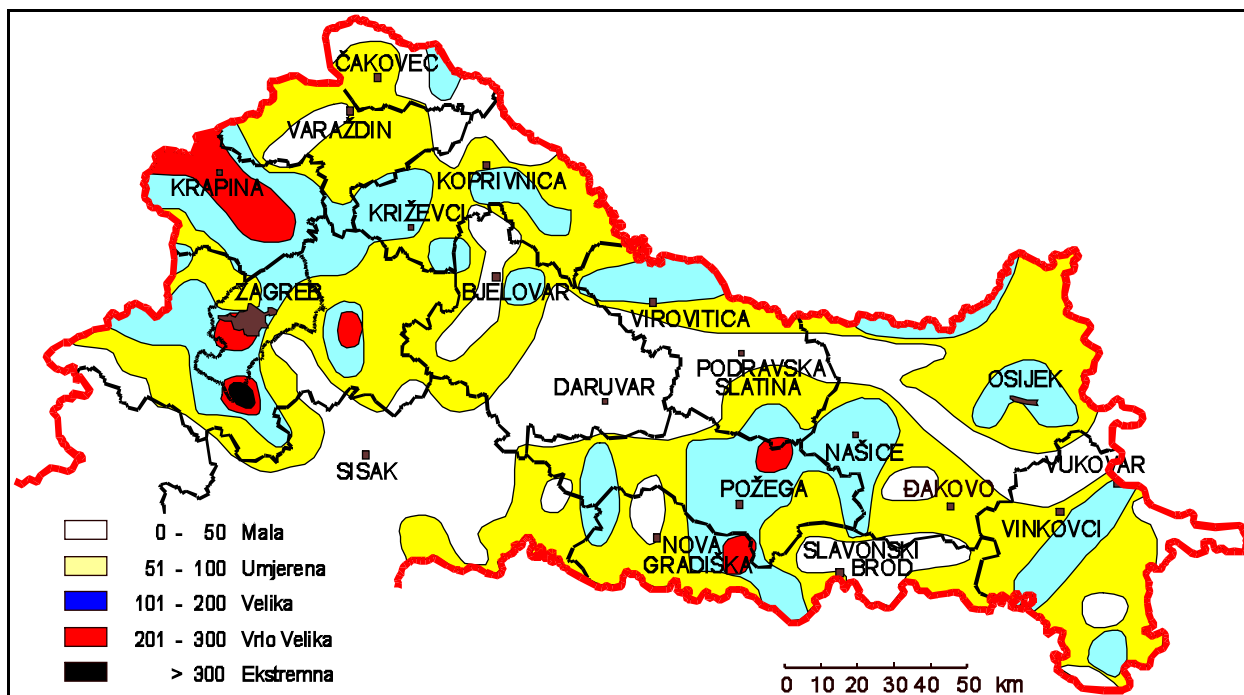 ČAKOVEC
VARAŽDIN
KRAPINA
KOPRIVNICA
KRIŽEVCI
ZAGREB
BJELOVAR
VIROVITICA
PODRAVSKA
SLATINA
DARUVAR
OSIJEK
SISAK
NAŠICE
VUKOVAR
POŽEGA
ĐAKOVO
VINKOVCI
NOVA
GRADIŠKA
SLAVONSKI
BROD
0 - 50 Mala
51 - 100 Umjerena
101 - 200 Velika
201 - 300 Vrlo Velika
> 300 Ekstremna
0 10 20 30 40 50 km